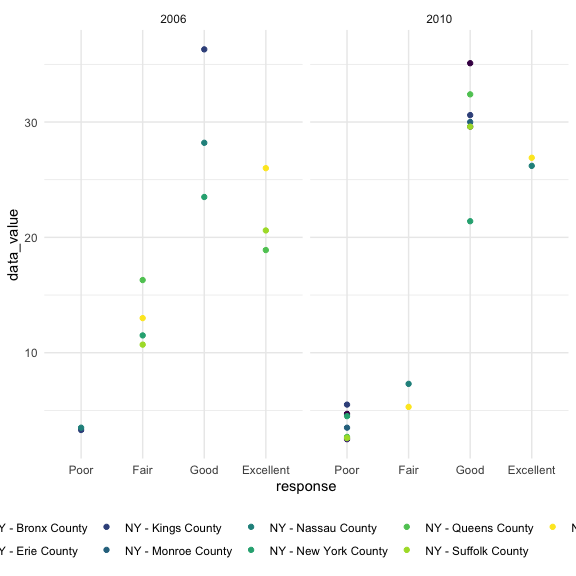 2006 2010
data_value
30
20
10
Poor Fair Good Excellent Poor Fair Good Excellent
response
Y - Bronx County NY - Kings County NY - Nassau County NY - Queens County N
Y - Erie County NY - Monroe County NY - New York County NY - Suffolk County